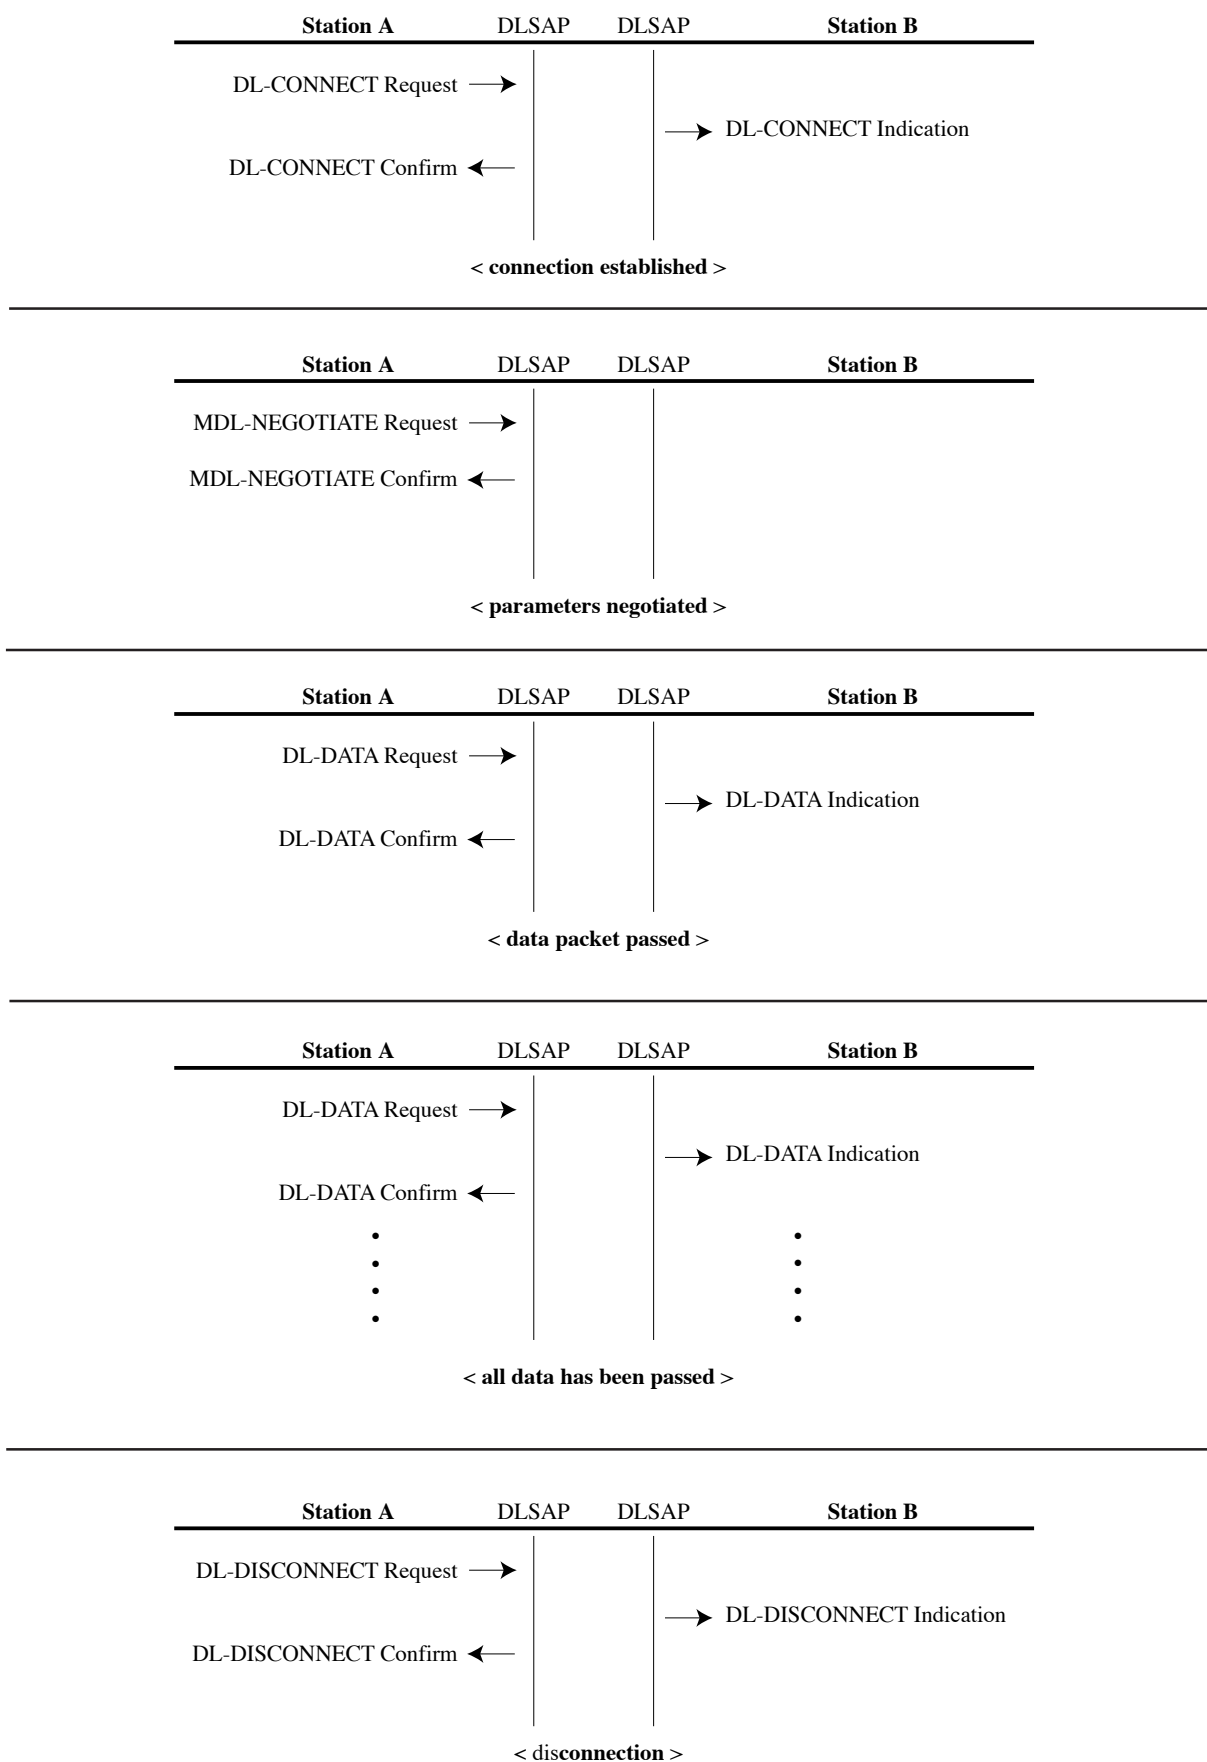 Station A DLSAP DLSAP Station B
DL-CONNECT Request
DL-CONNECT Indication
DL-CONNECT Confirm
< connection established >
Station A DLSAP DLSAP Station B
MDL-NEGOTIATE Request
MDL-NEGOTIATE Confirm
< parameters negotiated >
Station A DLSAP DLSAP Station B
DL-DATA Request
DL-DATA Indication
DL-DATA Confirm
< data packet passed >
Station A DLSAP DLSAP Station B
DL-DATA Request
DL-DATA Indication
DL-DATA Confirm
< all data has been passed >
Station A DLSAP DLSAP Station B
DL-DISCONNECT Request
DL-DISCONNECT Indication
DL-DISCONNECT Confirm
< disconnection >